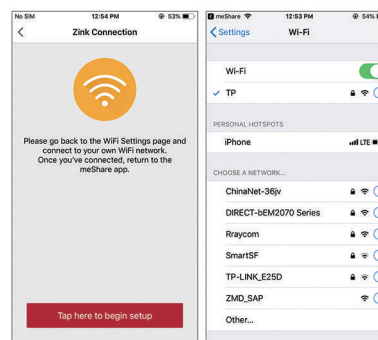 No SIM 12:54 PM 53%
Zink Connection
Please go back to the WiFi Settings page and
connect to your own WiFi network.
Once you've connected, return to the
meShare app.
Tap here to begin setup
meShare 12:53 PM 54%
Settings Wi-Fi
Wi-Fi
TP
PERSONAL HOTSPOTS
iPhone LTE
CHOOSE A NETWORK...
ChinaNet-36jv
DIRECT-bEM2070 Series
Rraycom
SmartSF
TP-LINK_E25D
ZMD_SAP
Other...